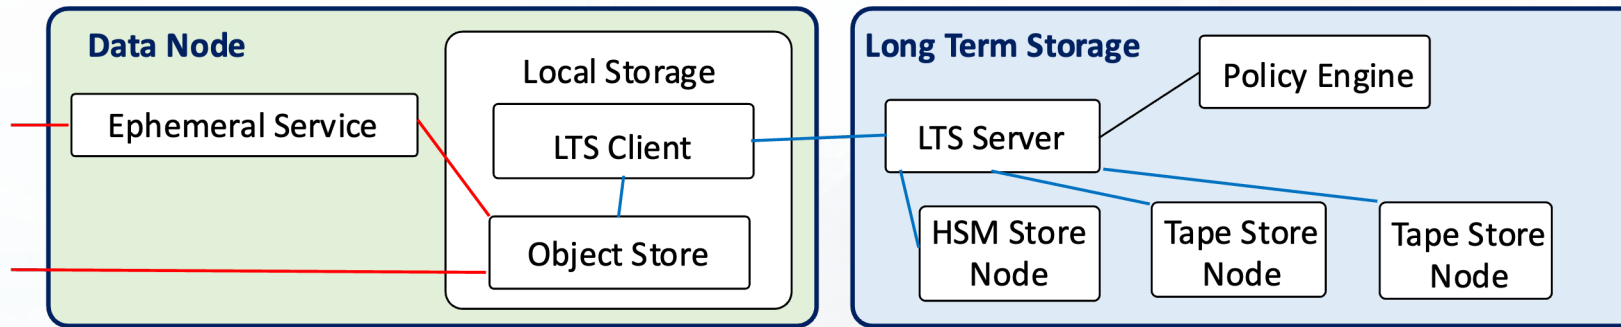 Data Node
Ephemeral Service
Local Storage
LTS Client
Object Store
Long Term Storage
Policy Engine
LTS Server
HSM Store
Node
Tape Store
Node
Tape Store
Node